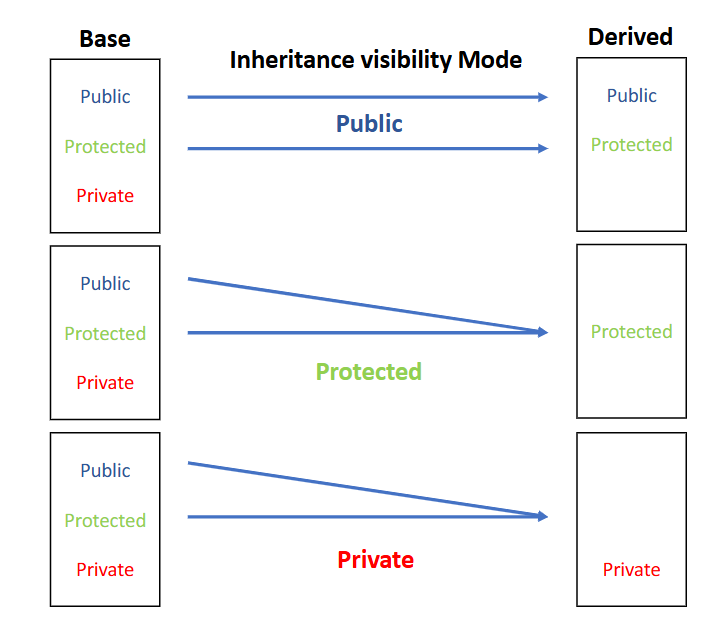 Base
Inheritance visibility Mode
Derived
Public
Protected
Private
Public
Public
Protected
Public
Protected
Private
Protected
Protected
Public
Protected
Private
Private
Private